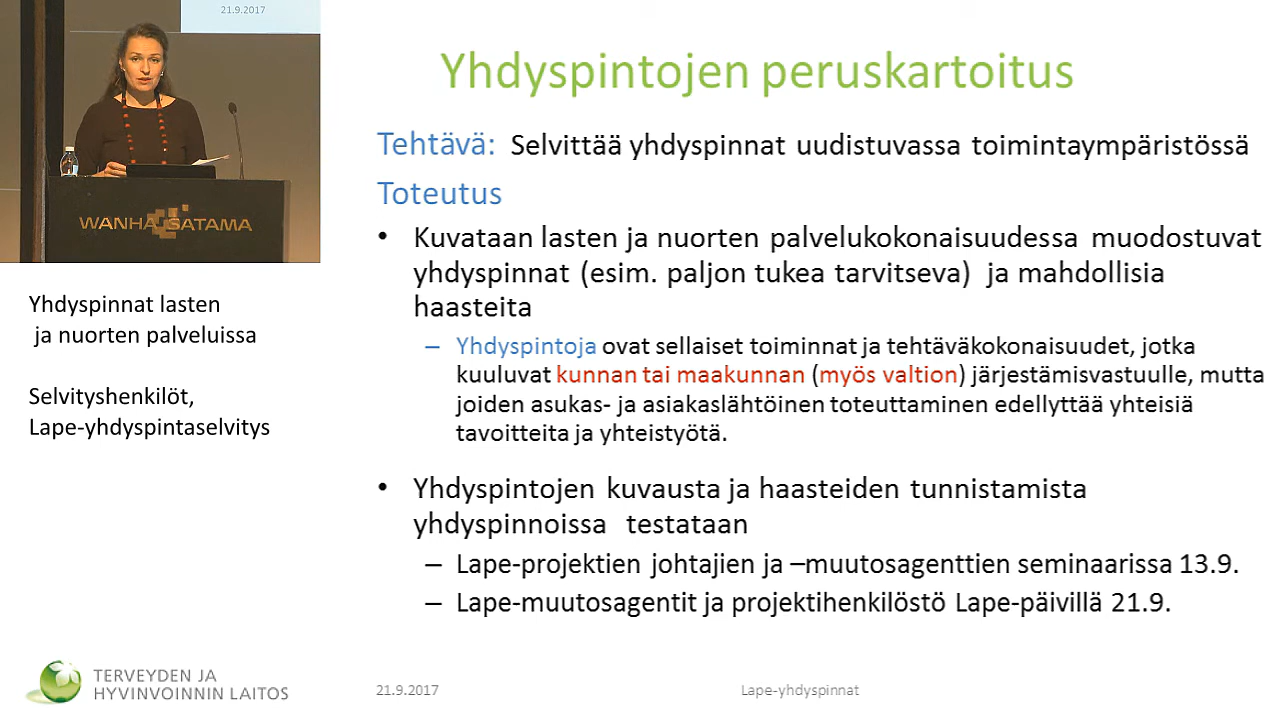 21.9.2017
WANHA SATAMA
Yhdyspinnat lasten
ja nuorten palveluissa
Selvityshenkilöt,
Lape-yhdyspintaselvitys
Yhdyspintojen peruskartoitus
Tehtävä: Selvittää yhdyspinnat uudistuvassa toimintaympäristössä
Toteutus
• Kuvataan lasten ja nuorten palvelukokonaisuudessa muodostuvat
yhdyspinnat (esim. paljon tukea tarvitseva) ja mahdollisia
haasteita
– Yhdyspintoja ovat sellaiset toiminnat ja tehtäväkokonaisuudet, jotka
kuuluvat kunnan tai maakunnan (myös valtion) järjestämisvastuulle, mutta
joiden asukas- ja asiakaslähtöinen toteuttaminen edellyttää yhteisiä
tavoitteita ja yhteistyötä.
• Yhdyspintojen kuvausta ja haasteiden tunnistamista
yhdyspinnoissa testataan
– Lape-projektien johtajien ja –muutosagenttien seminaarissa 13.9.
– Lape-muutosagentit ja projektihenkilöstö Lape-päivillä 21.9.
TERVEYDEN JA
HYVINVOINNIN LAITOS
21.9.2017
Lape-yhdyspinnat